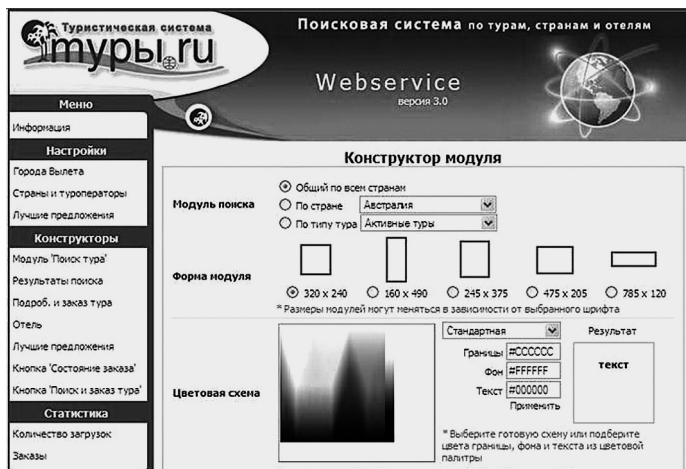 Туристическая система
туры.ru
Поисковая система по турам, странам и отелям
Webservice
версия 3.0
Меню
Информация
Настройки
Города Вылета
Страны и туроператоры
Лучшие предложения
Конструкторы
Модуль 'Поиск тура'
Результаты поиска
Подроб. и заказ тура
Отель
Лучшие предложения
Кнопка 'Состояние заказа'
Кнопка 'Поиск и заказ тура'
Статистика
Количество загрузок
Заказы
Конструктор модуля
Модуль поиска
Общий по всем странам
По стране Австралия
По типу тура Активные туры
Форма модуля
320 x 240 160 x 490 245 x 375 475 x 205 785 x 120
* Размеры модулей могут меняться в зависимости от выбранного шрифта
Цветовая схема
Стандартная
Границы #CCCCCC
Фон #FFFFFF
Текст #000000
Применить
Результат
текст
* Выберите готовую схему или подберите
цвета границы, фона и текста из цветовой
палитры